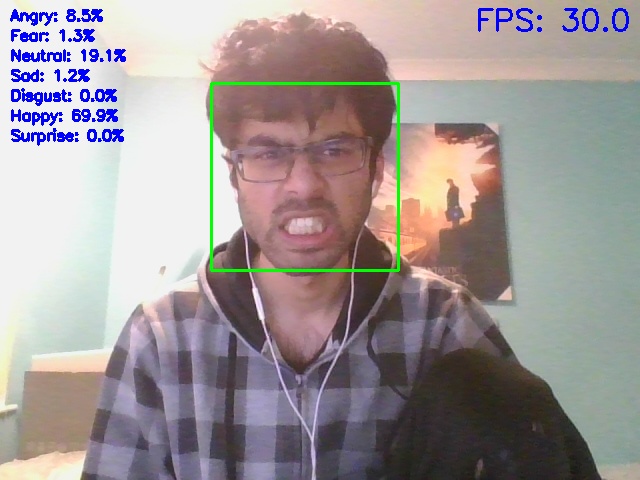 Angry: 8.5%
Fear: 1.3%
Neutral: 19.1%
Sad: 1.2%
Disgust: 0.0%
Happy: 69.9%
Surprise: 0.0%
FPS: 30.0